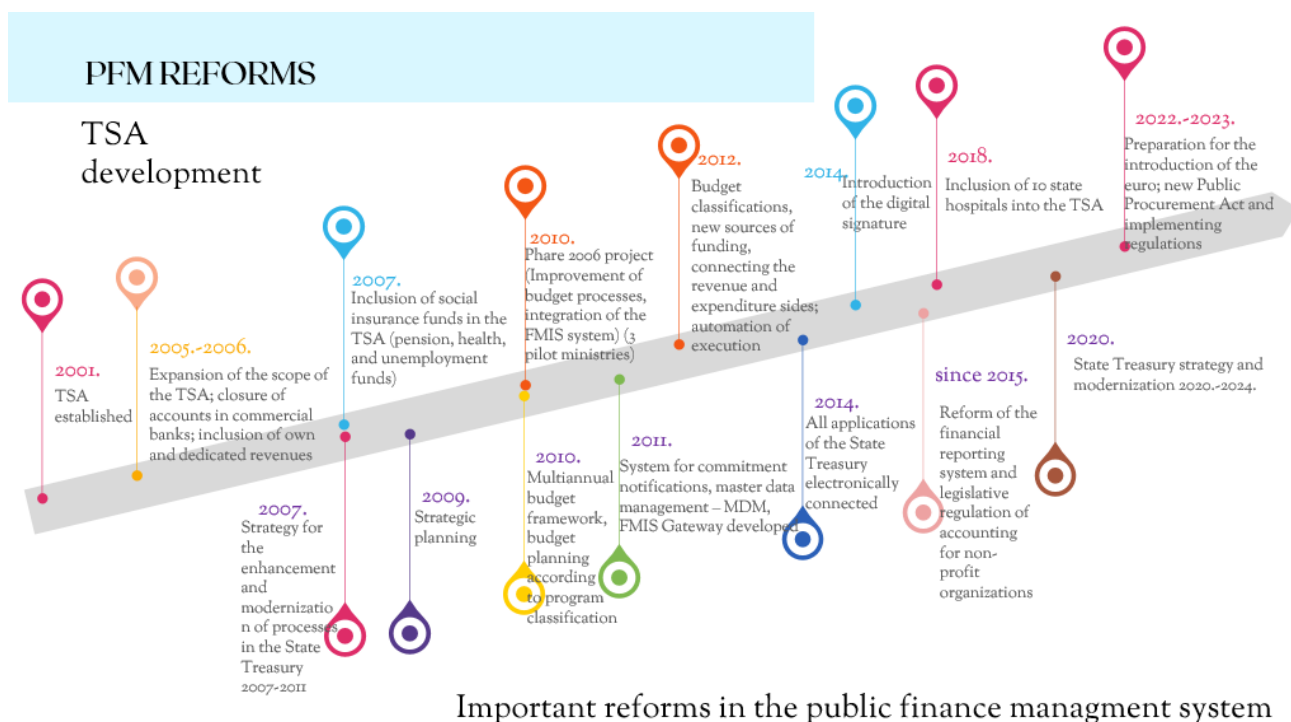 PFM REFORMS
TSA
development
2001.
TSA
established
2005.-2006.
Expansion of the scope of
the TSA; closure of
accounts in commercial
banks; inclusion of own
and dedicated revenues
2007.
Inclusion of social
insurance funds in the
TSA (pension, health,
and unemployment
funds)
2010.
Phare 2006 project
(Improvement of
budget processes,
integration of the
FMIS system) (3
pilot ministries)
2012.
Budget
classifications,
new sources of
funding,
connecting the
revenue and
expenditure sides;
automation of
execution
2014.
Introduction
of the digital
signature
2018.
Inclusion of 10 state
hospitals into the TSA
2022.-2023.
Preparation for the
introduction of the
euro; new Public
Procurement Act and
implementing
regulations
2007.
Strategy for
the
enhancement
and
modernizatio
n of processes
in the State
Treasury
2007-2011
2009.
Strategic
planning
2010.
Multiannual
budget
framework,
budget
planning
according
to program
classification
2011.
System for commitment
notifications, master data
management – MDM,
FMIS Gateway developed
2014.
All applications
of the State
Treasury
electronically
connected
since 2015.
Reform of the
financial
reporting
system and
legislative
regulation of
accounting
for non-
profit
organizations
2020.
State Treasury strategy and
modernization 2020.-2024.
Important reforms in the public finance managment system